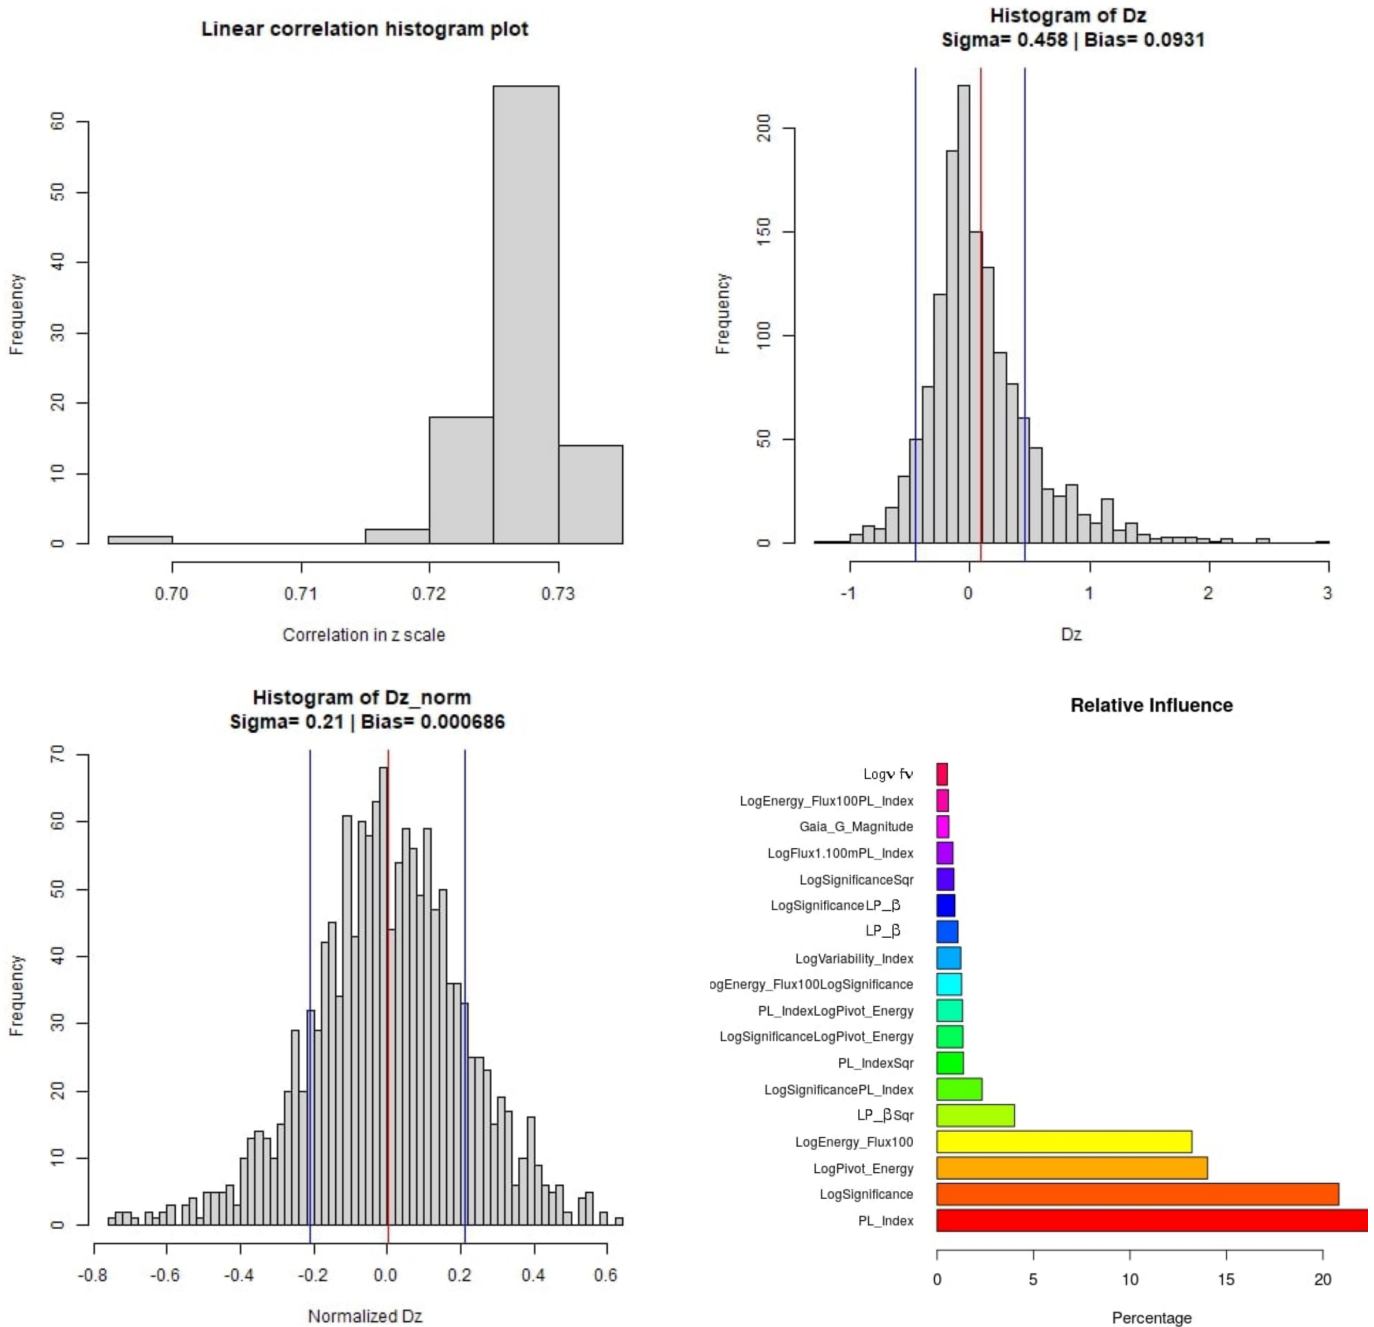 Linear correlation histogram plot
Frequency
0 10 20 30 40 50 60
0.70 0.71 0.72 0.73
Correlation in z scale
Histogram of Dz
Sigma= 0.458 | Bias= 0.0931
Frequency
0 50 100 150 200
-1 0 1 2 3
Dz
Histogram of Dz_norm
Sigma= 0.21 | Bias= 0.000686
Frequency
0 10 20 30 40 50 60 70
-0.8 -0.6 -0.4 -0.2 0.0 0.2 0.4 0.6
Normalized Dz
Relative Influence
Logν fν
LogEnergy_Flux100PL_Index
Gaia_G_Magnitude
LogFlux1.100mPL_Index
LogSignificanceSqr
LogSignificanceLP_β
LP_β
LogVariability_Index
ogEnergy_Flux100LogSignificance
PL_IndexLogPivot_Energy
LogSignificanceLogPivot_Energy
PL_IndexSqr
LogSignificancePL_Index
LP_βSqr
LogEnergy_Flux100
LogPivot_Energy
LogSignificance
PL_Index
0 5 10 15 20
Percentage